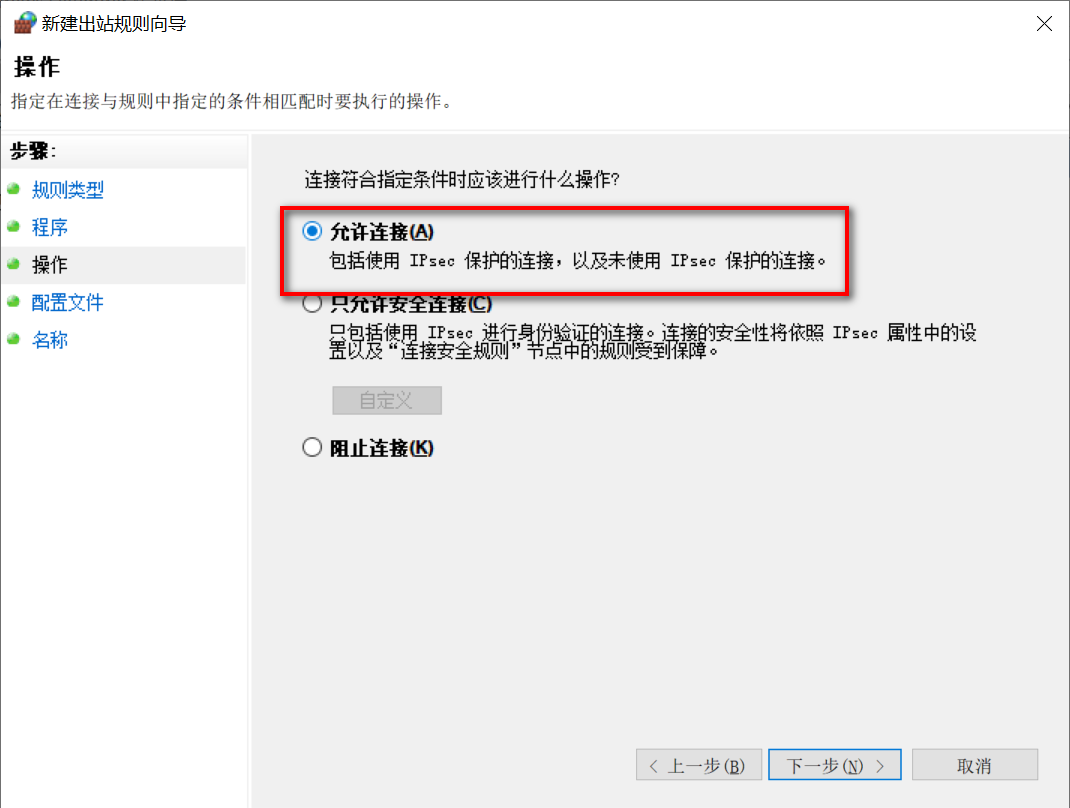 新建出站规则向导
操作
指定在连接与规则中指定的条件相匹配时要执行的操作。
步骤:
规则类型
程序
操作
配置文件
名称
连接符合指定条件时应该进行什么操作?
允许连接(A)
包括使用 IPsec 保护的连接，以及未使用 IPsec 保护的连接。
只允许安全连接(C)
只包括使用 IPsec 进行身份验证的连接。连接的安全性将依照 IPsec 属性中的设
置以及“连接安全规则”节点中的规则受到保障。
自定义
阻止连接(K)
< 上一步(B)
下一步(N) >
取消